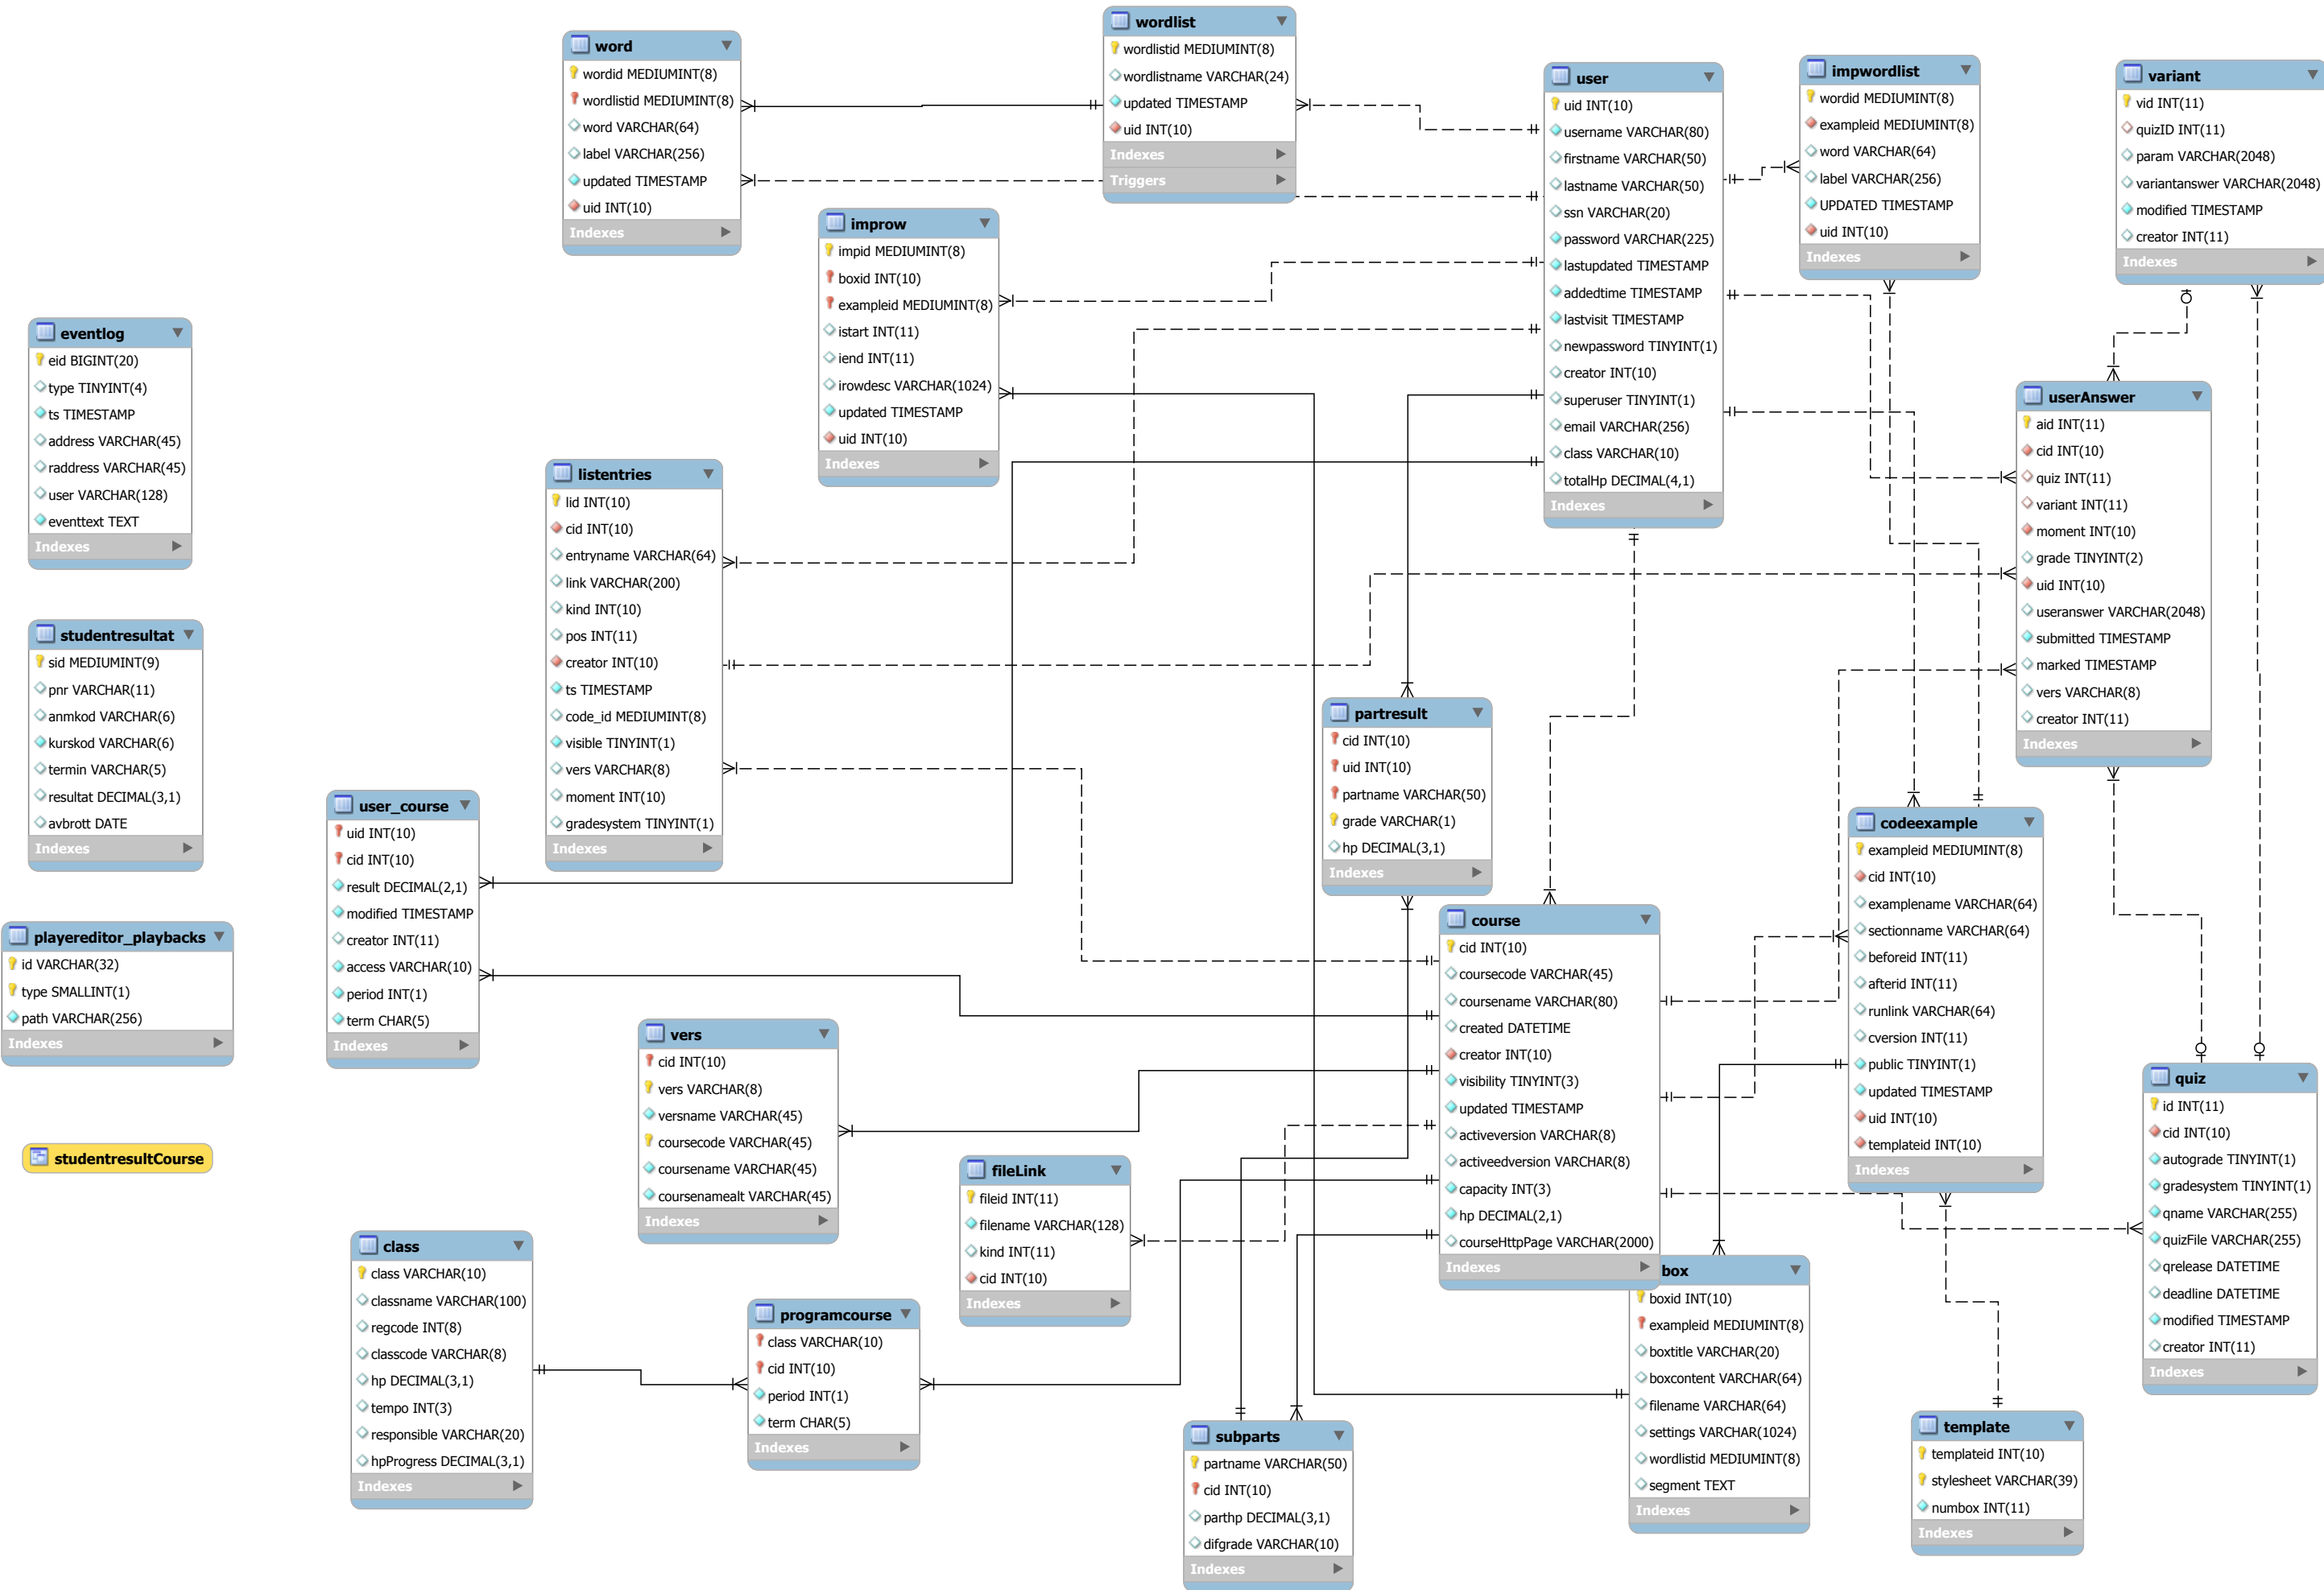 word
wordid MEDIUMINT(8)
wordlistid MEDIUMINT(8)
word VARCHAR(64)
label VARCHAR(256)
updated TIMESTAMP
uid INT(10)
Indexes
wordlist
wordlistid MEDIUMINT(8)
wordlistname VARCHAR(24)
updated TIMESTAMP
uid INT(10)
Indexes
Triggers
user
uid INT(10)
username VARCHAR(80)
firstname VARCHAR(50)
lastname VARCHAR(50)
ssn VARCHAR(20)
password VARCHAR(225)
lastupdated TIMESTAMP
addedtime TIMESTAMP
lastvisit TIMESTAMP
newpassword TINYINT(1)
creator INT(10)
superuser TINYINT(1)
email VARCHAR(256)
class VARCHAR(10)
totalHp DECIMAL(4,1)
Indexes
impwordlist
wordid MEDIUMINT(8)
exampleid MEDIUMINT(8)
word VARCHAR(64)
label VARCHAR(256)
UPDATED TIMESTAMP
uid INT(10)
Indexes
variant
vid INT(11)
quizID INT(11)
param VARCHAR(2048)
variantanswer VARCHAR(2048)
modified TIMESTAMP
creator INT(11)
Indexes
improw
impid MEDIUMINT(8)
boxid INT(10)
exampleid MEDIUMINT(8)
istart INT(11)
iend INT(11)
irowdesc VARCHAR(1024)
updated TIMESTAMP
uid INT(10)
Indexes
eventlog
eid BIGINT(20)
type TINYINT(4)
ts TIMESTAMP
address VARCHAR(45)
raddress VARCHAR(45)
user VARCHAR(128)
eventtext TEXT
Indexes
userAnswer
aid INT(11)
cid INT(10)
quiz INT(11)
variant INT(11)
moment INT(10)
grade TINYINT(2)
uid INT(10)
useranswer VARCHAR(2048)
submitted TIMESTAMP
marked TIMESTAMP
vers VARCHAR(8)
creator INT(11)
Indexes
listentries
lid INT(10)
cid INT(10)
entryname VARCHAR(64)
link VARCHAR(200)
kind INT(10)
pos INT(11)
creator INT(10)
ts TIMESTAMP
code_id MEDIUMINT(8)
visible TINYINT(1)
vers VARCHAR(8)
moment INT(10)
gradesystem TINYINT(1)
Indexes
studentresultat
sid MEDIUMINT(9)
pnr VARCHAR(11)
anmkod VARCHAR(6)
kurskod VARCHAR(6)
termin VARCHAR(5)
resultat DECIMAL(3,1)
avbrott DATE
Indexes
partresult
cid INT(10)
uid INT(10)
partname VARCHAR(50)
grade VARCHAR(1)
hp DECIMAL(3,1)
Indexes
user_course
uid INT(10)
cid INT(10)
result DECIMAL(2,1)
modified TIMESTAMP
creator INT(11)
access VARCHAR(10)
period INT(1)
term CHAR(5)
Indexes
codeexample
exampleid MEDIUMINT(8)
cid INT(10)
examplename VARCHAR(64)
sectionname VARCHAR(64)
beforeid INT(11)
afterid INT(11)
runlink VARCHAR(64)
cversion INT(11)
public TINYINT(1)
updated TIMESTAMP
uid INT(10)
templateid INT(10)
Indexes
course
cid INT(10)
coursecode VARCHAR(45)
coursename VARCHAR(80)
created DATETIME
creator INT(10)
visibility TINYINT(3)
updated TIMESTAMP
activeversion VARCHAR(8)
activeedversion VARCHAR(8)
capacity INT(3)
hp DECIMAL(2,1)
courseHttpPage VARCHAR(2000)
Indexes
playereditor_playbacks
id VARCHAR(32)
type SMALLINT(1)
path VARCHAR(256)
Indexes
vers
cid INT(10)
vers VARCHAR(8)
versname VARCHAR(45)
coursecode VARCHAR(45)
coursename VARCHAR(45)
coursenamealt VARCHAR(45)
Indexes
quiz
id INT(11)
cid INT(10)
autograde TINYINT(1)
gradesystem TINYINT(1)
qname VARCHAR(255)
quizFile VARCHAR(255)
qrelease DATETIME
deadline DATETIME
modified TIMESTAMP
creator INT(11)
Indexes
studentresultCourse
fileLink
fileid INT(11)
filename VARCHAR(128)
kind INT(11)
cid INT(10)
Indexes
class
class VARCHAR(10)
classname VARCHAR(100)
regcode INT(8)
classcode VARCHAR(8)
hp DECIMAL(3,1)
tempo INT(3)
responsible VARCHAR(20)
hpProgress DECIMAL(3,1)
Indexes
box
boxid INT(10)
exampleid MEDIUMINT(8)
boxtitle VARCHAR(20)
boxcontent VARCHAR(64)
filename VARCHAR(64)
settings VARCHAR(1024)
wordlistid MEDIUMINT(8)
segment TEXT
Indexes
programcourse
class VARCHAR(10)
cid INT(10)
period INT(1)
term CHAR(5)
Indexes
template
templateid INT(10)
stylesheet VARCHAR(39)
numbox INT(11)
Indexes
subparts
partname VARCHAR(50)
cid INT(10)
parthp DECIMAL(3,1)
difgrade VARCHAR(10)
Indexes